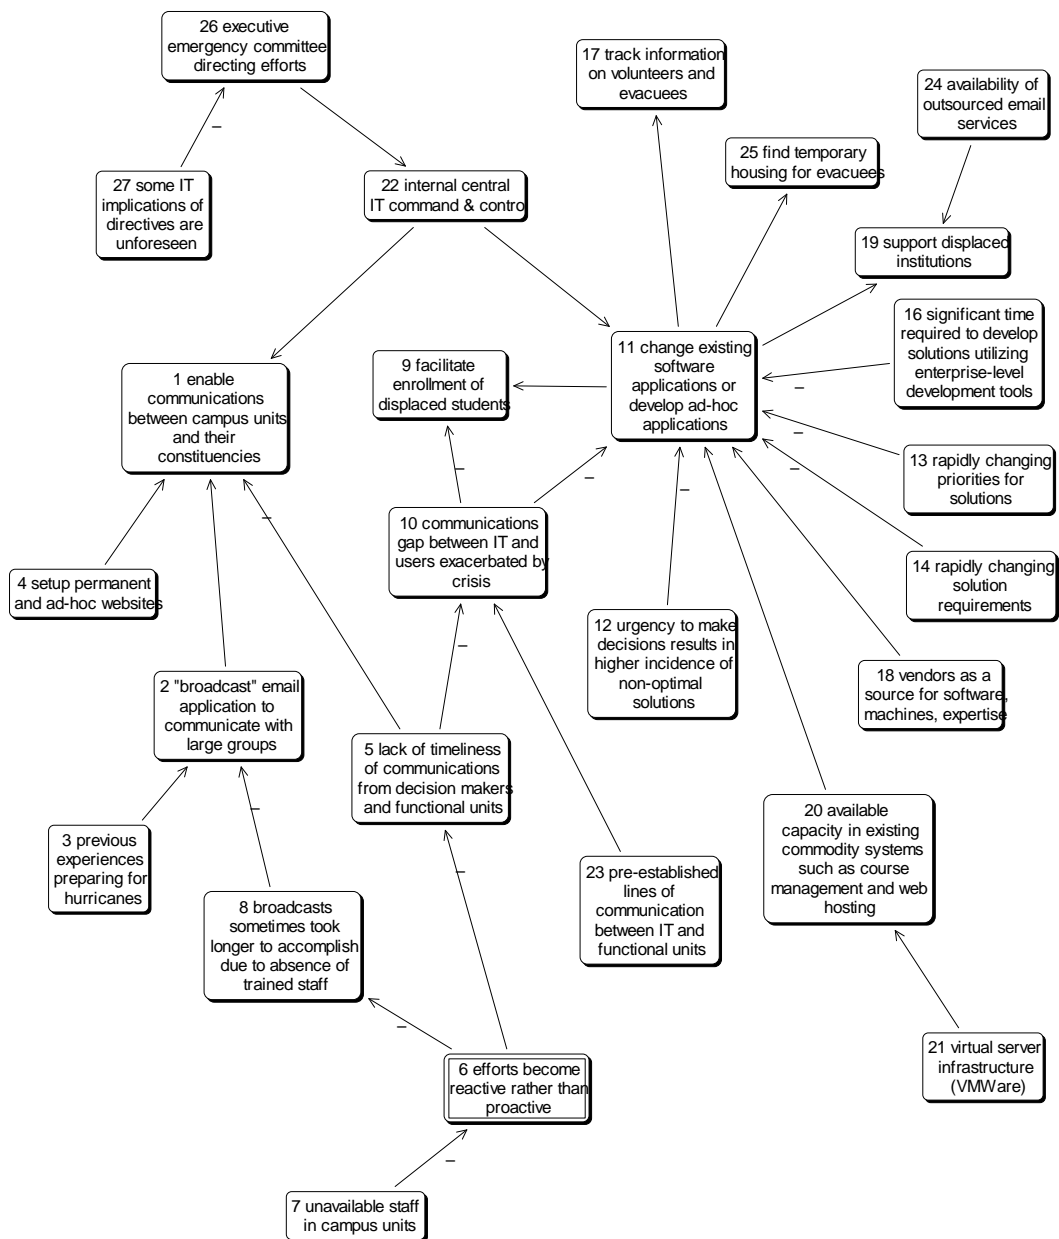 26 executive
emergency committee
directing efforts
17 track information
on volunteers and
evacuees
24 availability of
outsourced email
services
25 find temporary
housing for evacuees
27 some IT
implications of
directives are
unforeseen
22 internal central
IT command & contro
19 support displaced
institutions
16 significant time
required to develop
solutions utilizing
enterprise-level
development tools
11 change existing
software
applications or
develop ad-hoc
applications
9 facilitate
enrollment of
displaced students
1 enable
communications
between campus units
and their
constituencies
13 rapidly changing
priorities for
solutions
10 communications
gap between IT and
users exacerbated by
crisis
14 rapidly changing
solution
requirements
4 setup permanent
and ad-hoc websites
12 urgency to make
decisions results in
higher incidence of
non-optimal
solutions
18 vendors as a
source for software,
machines, expertise
2 "broadcast" email
application to
communicate with
large groups
5 lack of timeliness
of communications
from decision makers
and functional units
20 available
capacity in existing
commodity systems
such as course
management and web
hosting
3 previous
experiences
preparing for
hurricanes
23 pre-established
lines of
communication
between IT and
functional units
8 broadcasts
sometimes took
longer to accomplish
due to absence of
trained staff
21 virtual server
infrastructure
(VMWare)
6 efforts become
reactive rather than
proactive
7 unavailable staff
in campus units